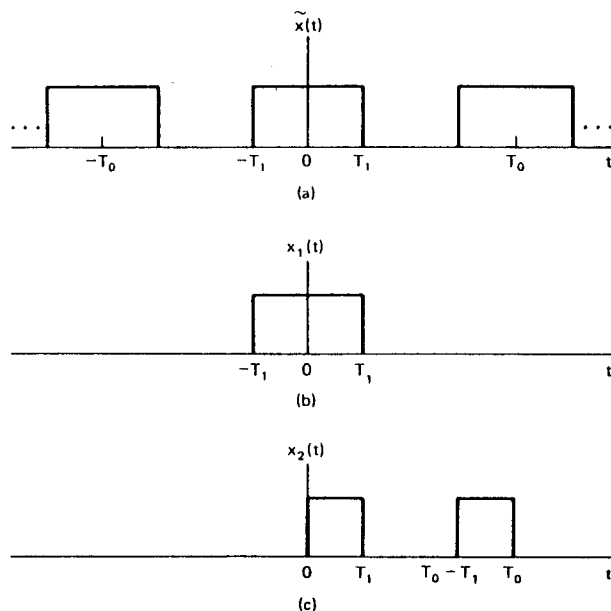 x̃(t)
··· ···
−T₀ −T₁ 0 T₁ T₀ t
(a)
x₁(t)
−T₁ 0 T₁ t
(b)
x₂(t)
0 T₁ T₀ − T₁ T₀ t
(c)